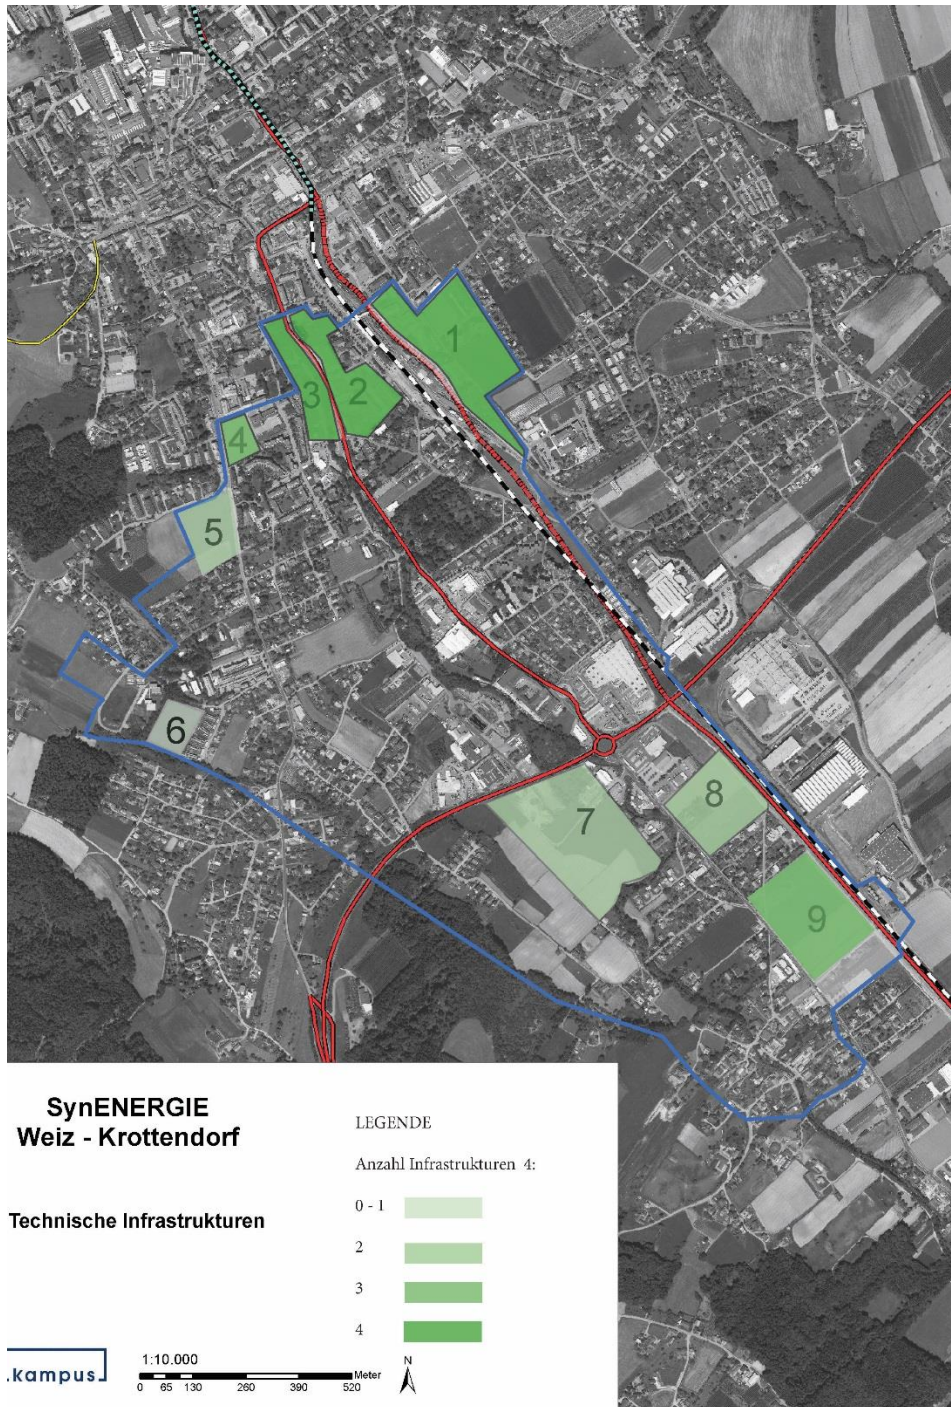 1
2
3
4
5
6
7
8
9
SynENERGIE
Weiz - Krottendorf
Technische Infrastrukturen
LEGENDE
Anzahl Infrastrukturen 4:
0 - 1
2
3
4
.kampus
1:10.000
0 65 130 260 390 520 Meter
N